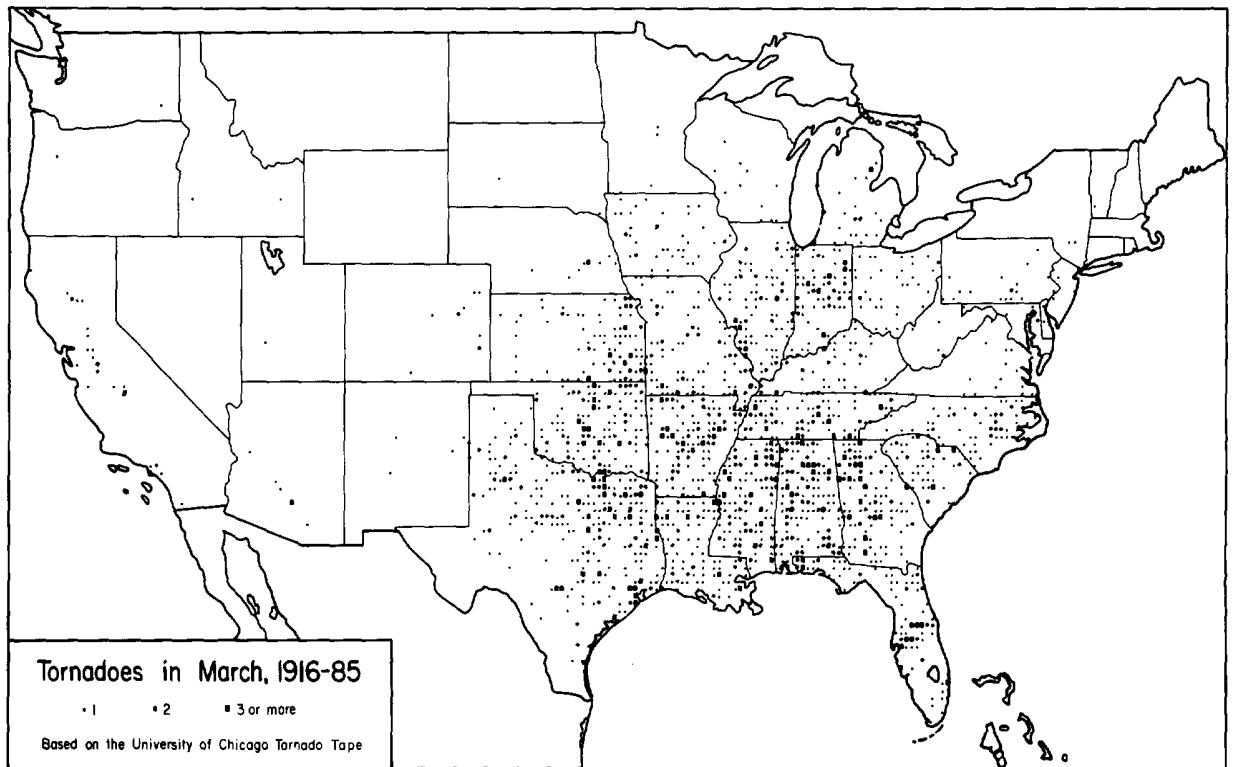 Tornadoes in March, 1916-85
1 2 3 or more
Based on the University of Chicago Tornado Tape